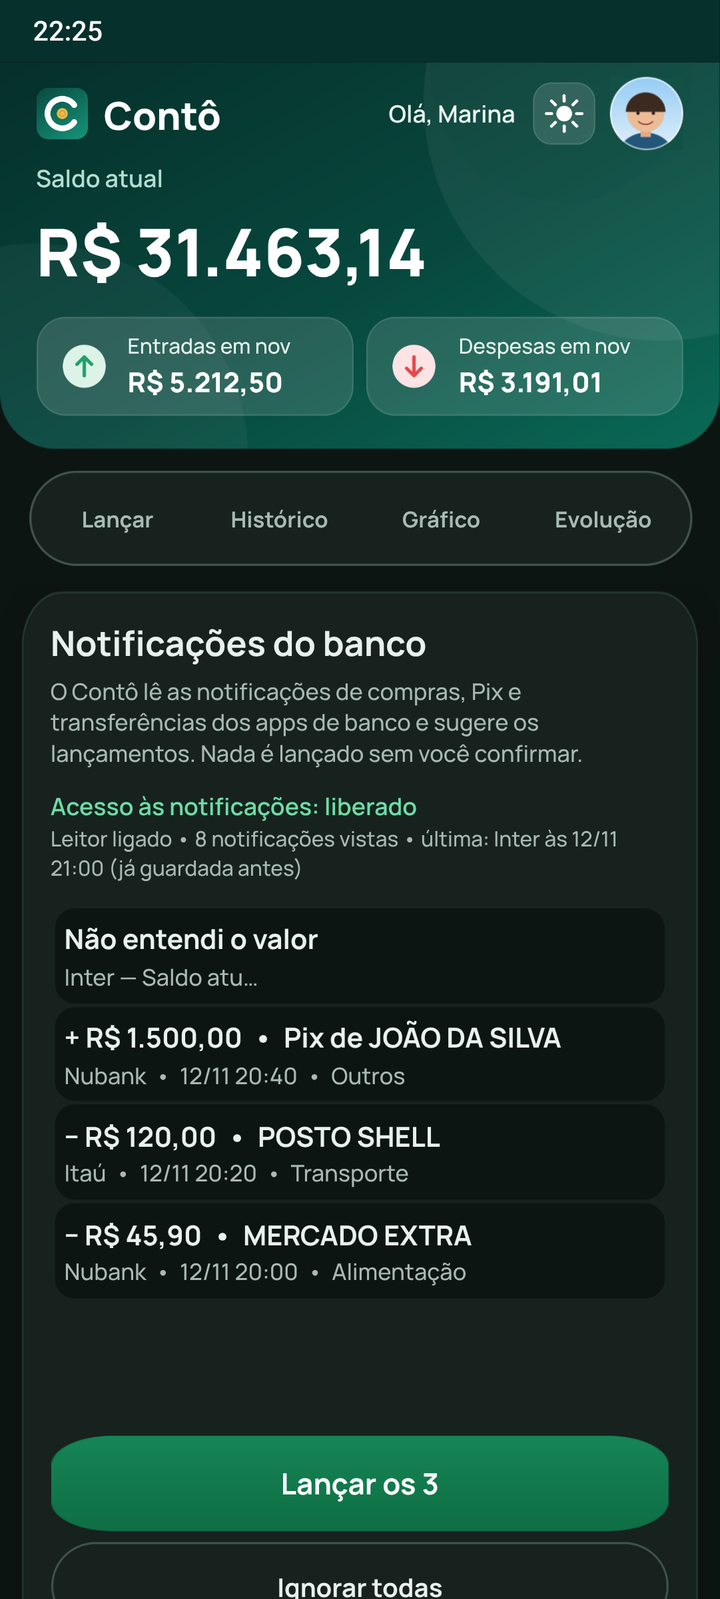 22:25
Contô
Olá, Marina
Saldo atual
R$ 31.463,14
Entradas em nov
R$ 5.212,50
Despesas em nov
R$ 3.191,01
Lançar
Histórico
Gráfico
Evolução
Notificações do banco
O Contô lê as notificações de compras, Pix e
transferências dos apps de banco e sugere os
lançamentos. Nada é lançado sem você confirmar.
Acesso às notificações: liberado
Leitor ligado • 8 notificações vistas • última: Inter às 12/11
21:00 (já guardada antes)
Não entendi o valor
Inter — Saldo atu…
+ R$ 1.500,00 • Pix de JOÃO DA SILVA
Nubank • 12/11 20:40 • Outros
− R$ 120,00 • POSTO SHELL
Itaú • 12/11 20:20 • Transporte
− R$ 45,90 • MERCADO EXTRA
Nubank • 12/11 20:00 • Alimentação
Lançar os 3
Ignorar todas